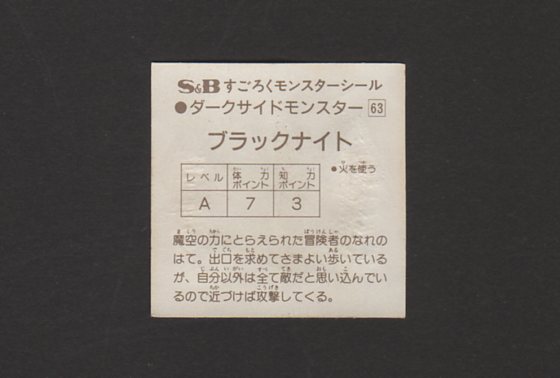 S&B すごろくモンスターシール
●ダークサイドモンスター 63
ブラックナイト
レベル 体力ポイント 知力ポイント
A 7 3
●火を使う
魔空の力にとらえられた冒険者のなれの
はて。出口を求めてさまよい歩いている
が、自分以外は全て敵だと思い込んでい
るので近づけば攻撃してくる。